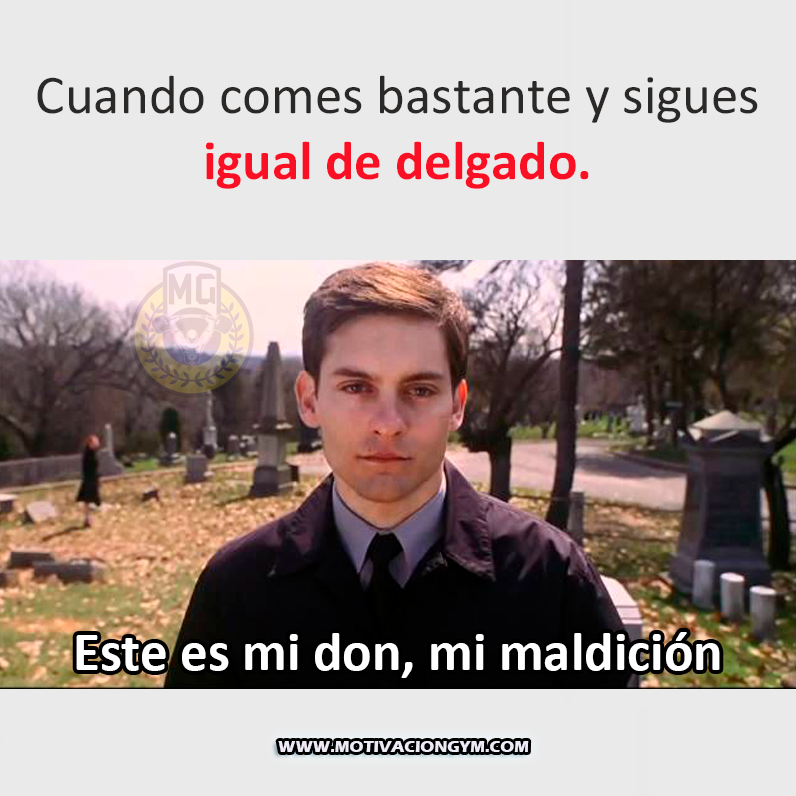 Cuando comes bastante y sigues
igual de delgado.
MG
Este es mi don, mi maldición
WWW.MOTIVACIONGYM.COM